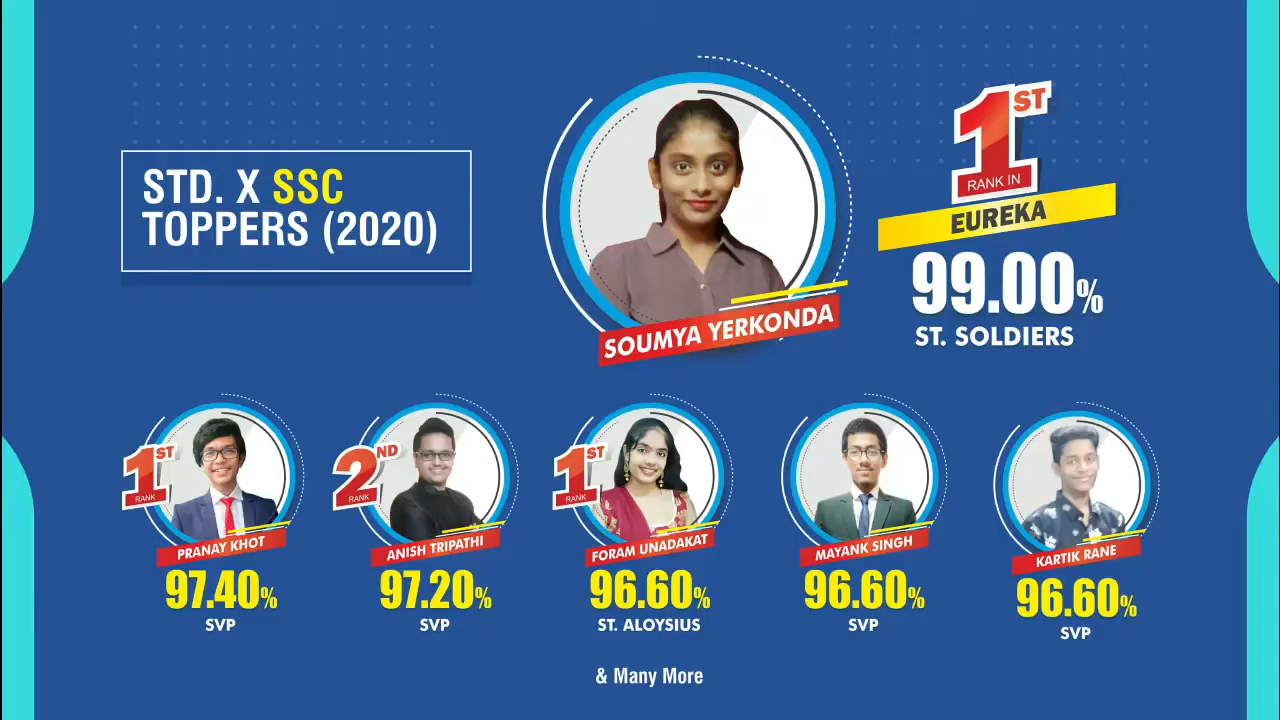 STD. X SSC
TOPPERS (2020)
SOUMYA YERKONDA
1ST
RANK IN
EUREKA
99.00%
ST. SOLDIERS
1ST
RANK
PRANAY KHOT
97.40%
SVP
2ND
RANK
ANISH TRIPATHI
97.20%
SVP
1ST
RANK
FORAM UNADAKAT
96.60%
ST. ALOYSIUS
MAYANK SINGH
96.60%
SVP
KARTIK RANE
96.60%
SVP
& Many More